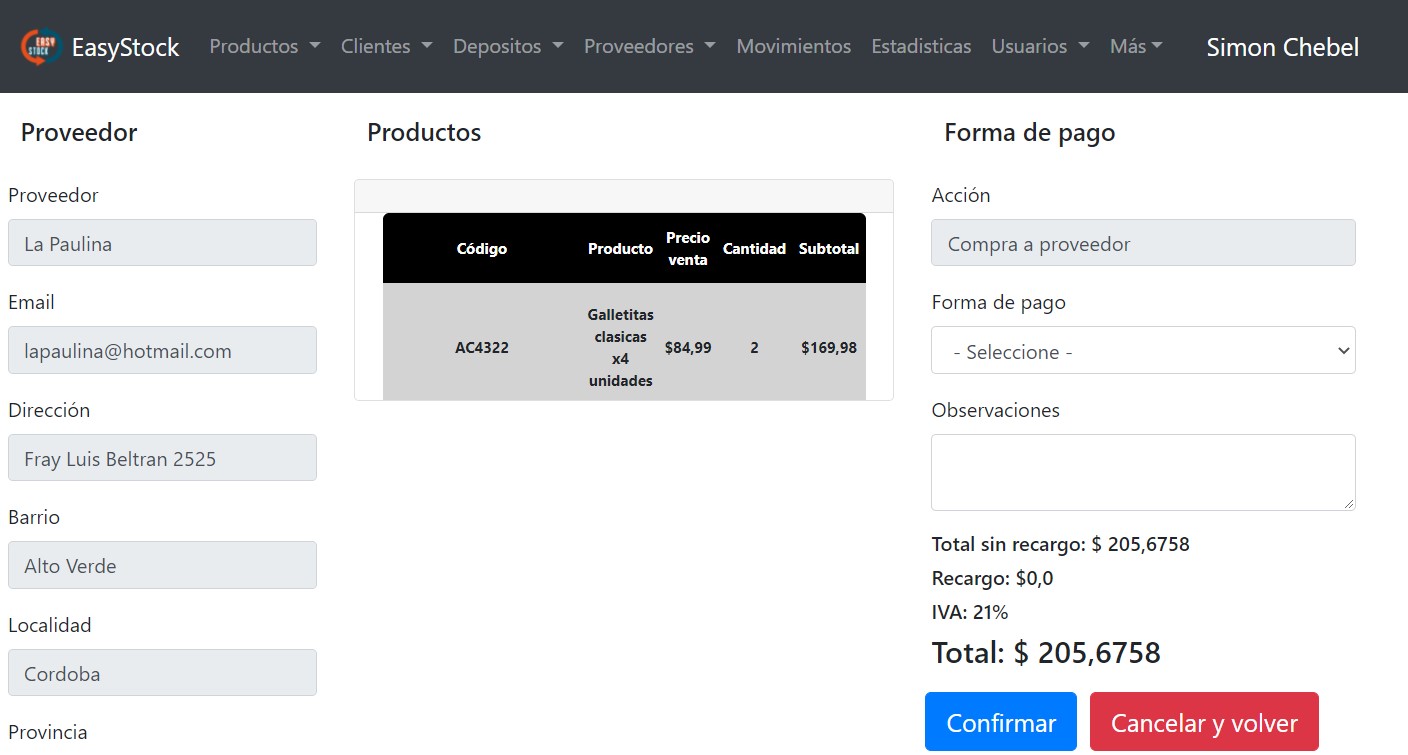 EASY
STOCK
EasyStock Productos Clientes Depositos Proveedores Movimientos Estadisticas Usuarios Más Simon Chebel
Proveedor
Proveedor
La Paulina
Email
lapaulina@hotmail.com
Dirección
Fray Luis Beltran 2525
Barrio
Alto Verde
Localidad
Cordoba
Provincia
Productos
Código Producto Precio venta Cantidad Subtotal
AC4322 Galletitas clasicas x4 unidades $84,99 2 $169,98
Forma de pago
Acción
Compra a proveedor
Forma de pago
- Seleccione -
Observaciones
Total sin recargo: $ 205,6758
Recargo: $0,0
IVA: 21%
Total: $ 205,6758
Confirmar Cancelar y volver